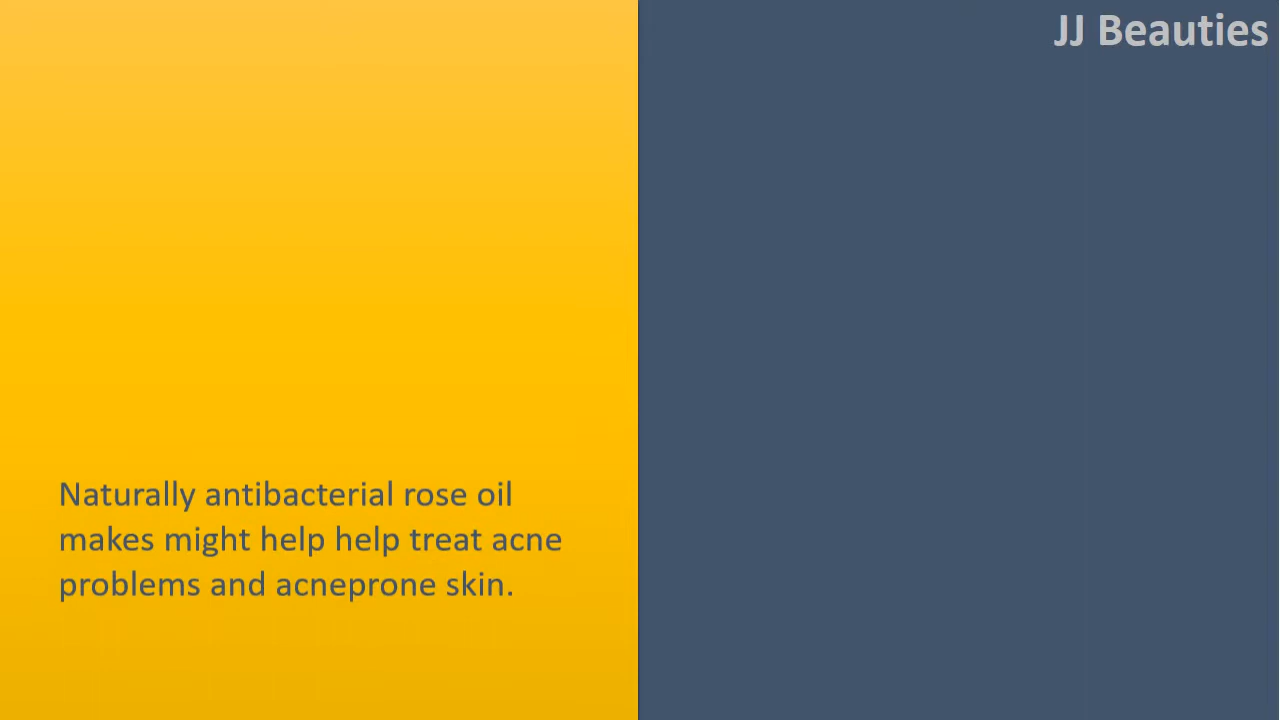 JJ Beauties
Naturally antibacterial rose oil
makes might help help treat acne
problems and acneprone skin.